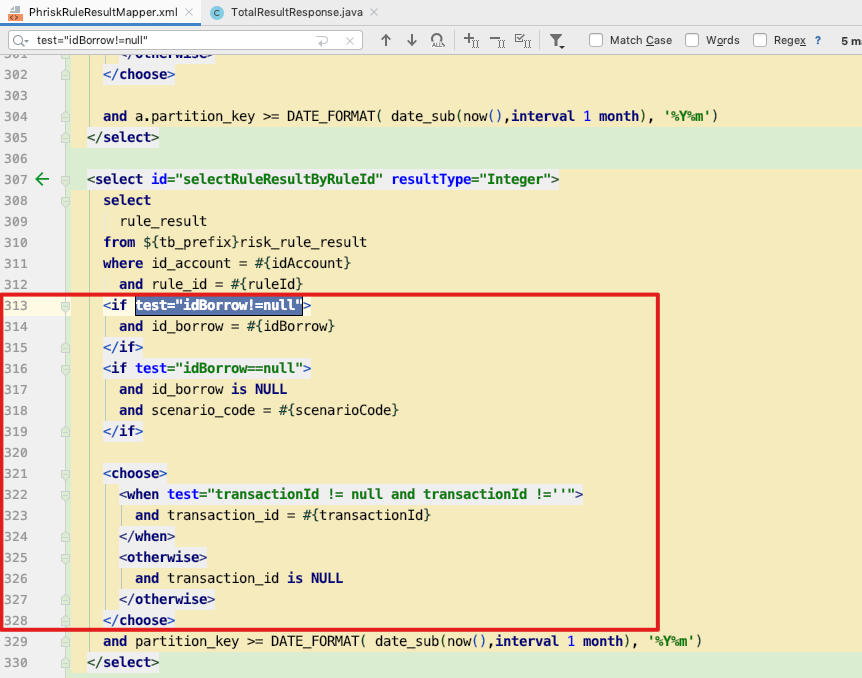 PhriskRuleResultMapper.xml
TotalResultResponse.java
test="idBorrow!=null"
Match Case
Words
Regex ?
5 m
302 </choose>
303
304 and a.partition_key >= DATE_FORMAT( date_sub(now(),interval 1 month), '%Y%m')
305 </select>
306
307 <select id="selectRuleResultByRuleId" resultType="Integer">
308 select
309 rule_result
310 from ${tb_prefix}risk_rule_result
311 where id_account = #{idAccount}
312 and rule_id = #{ruleId}
313 <if test="idBorrow!=null">
314 and id_borrow = #{idBorrow}
315 </if>
316 <if test="idBorrow==null">
317 and id_borrow is NULL
318 and scenario_code = #{scenarioCode}
319 </if>
320
321 <choose>
322 <when test="transactionId != null and transactionId !=''">
323 and transaction_id = #{transactionId}
324 </when>
325 <otherwise>
326 and transaction_id is NULL
327 </otherwise>
328 </choose>
329 and partition_key >= DATE_FORMAT( date_sub(now(),interval 1 month), '%Y%m')
330 </select>